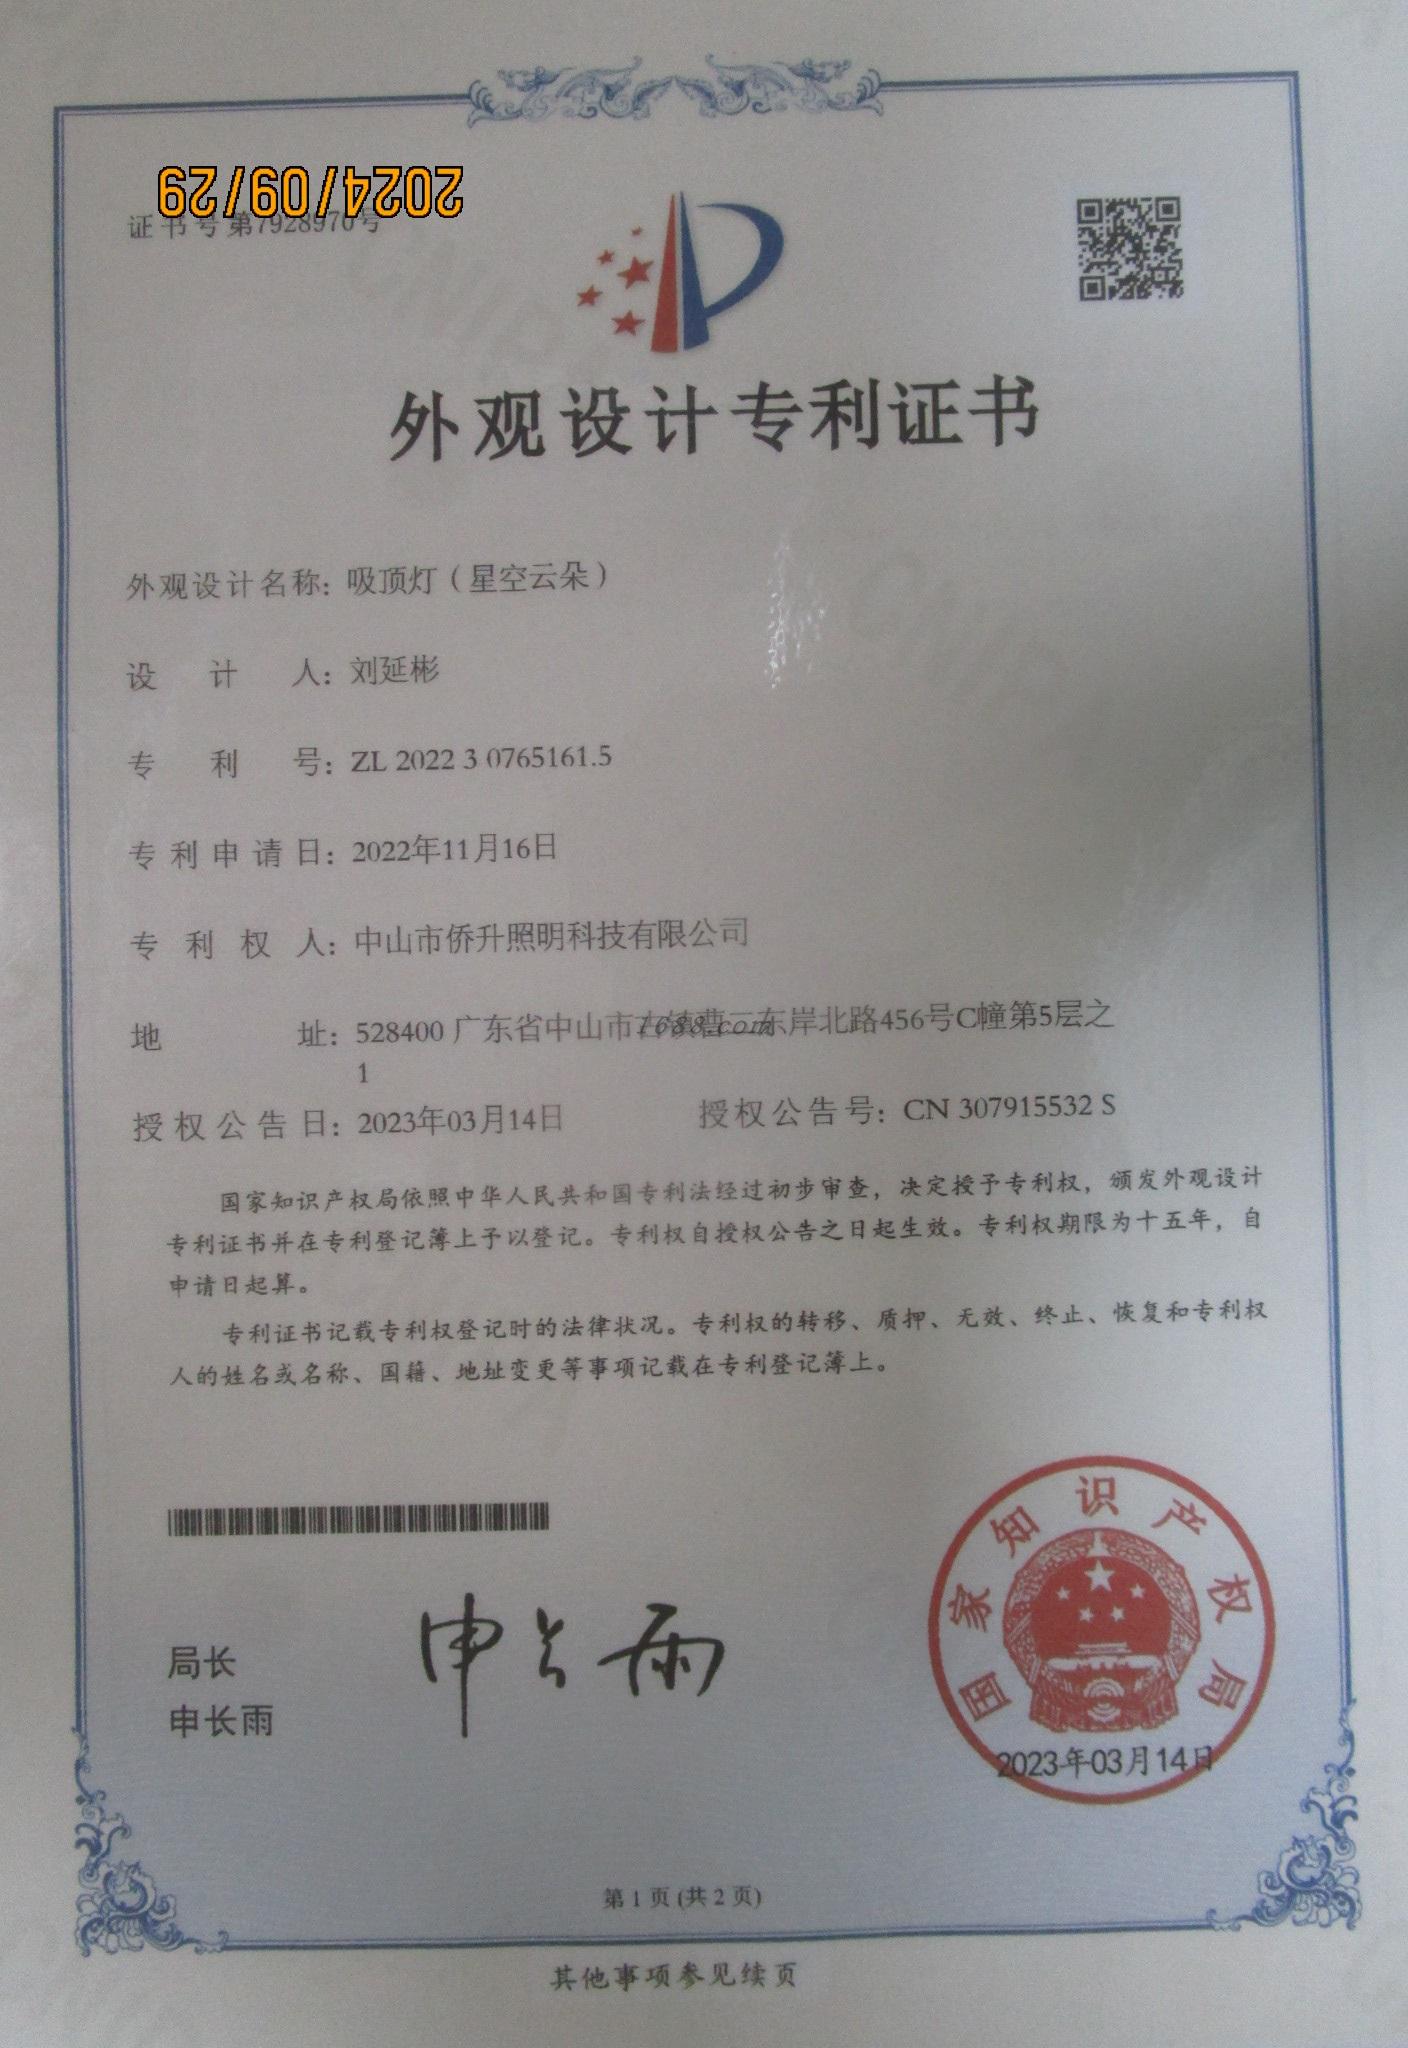 2024/09/29
证书号第7928970号
外观设计专利证书
外观设计名称：吸顶灯（星空云朵）
设计人：刘延彬
专利号：ZL 2022 3 0765161.5
专利申请日：2022年11月16日
专利权人：中山市侨升照明科技有限公司
地址：528400 广东省中山市古镇曹二东岸北路456号C幢第5层之
1688.com
1
授权公告日：2023年03月14日 授权公告号：CN 307915532 S
国家知识产权局依照中华人民共和国专利法经过初步审查，决定授予专利权，颁发外观设计
专利证书并在专利登记簿上予以登记。专利权自授权公告之日起生效。专利权期限为十五年，自
申请日起算。
专利证书记载专利权登记时的法律状况。专利权的转移、质押、无效、终止、恢复和专利权
人的姓名或名称、国籍、地址变更等事项记载在专利登记簿上。
局长
申长雨
申长雨
国家知识产权局
2023年03月14日
第 1 页 (共 2 页)
其他事项参见续页